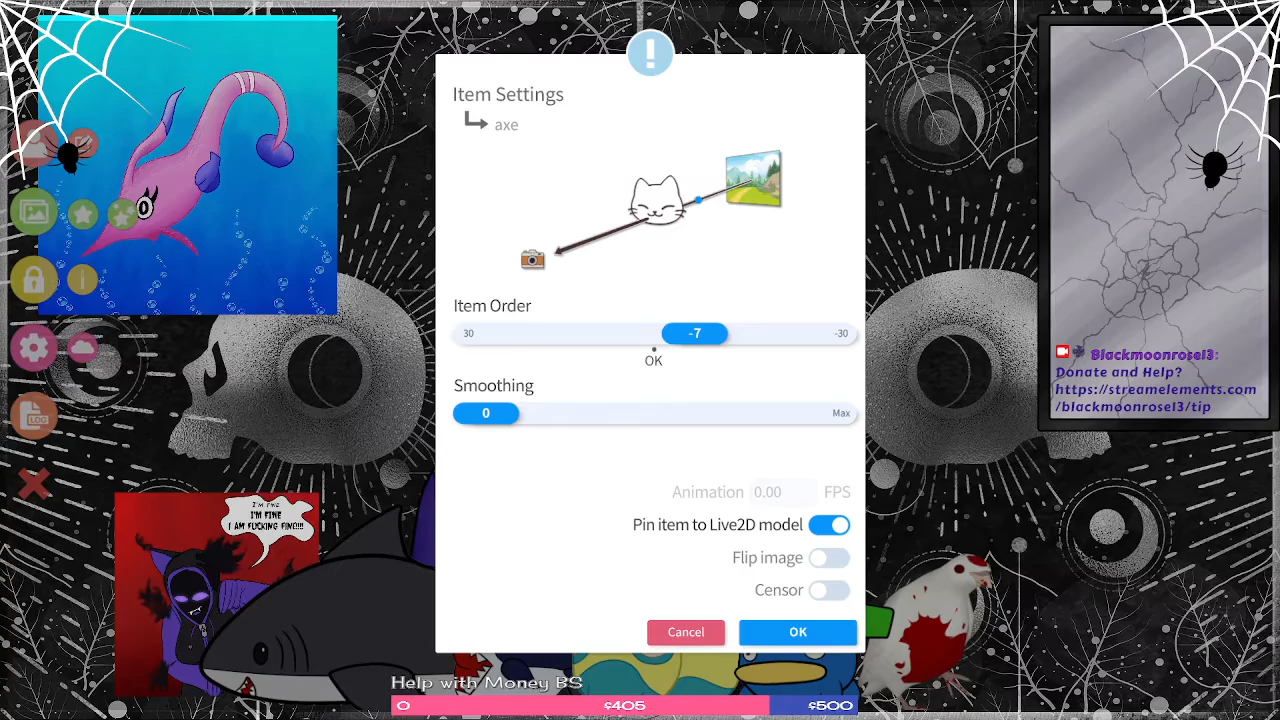 Item Settings
axe
Item Order
30
-7
-30
OK
Smoothing
0
Max
Animation 0.00 FPS
Pin item to Live2D model
Flip image
Censor
Cancel
OK
LOG
I'M FINE
I AM FUCKING FINE!!!!
Blackmoonrose13:
Donate and Help?
https://streamelements.com
/blackmoonrose13/tip
Help with Money BS
0
$405
$500